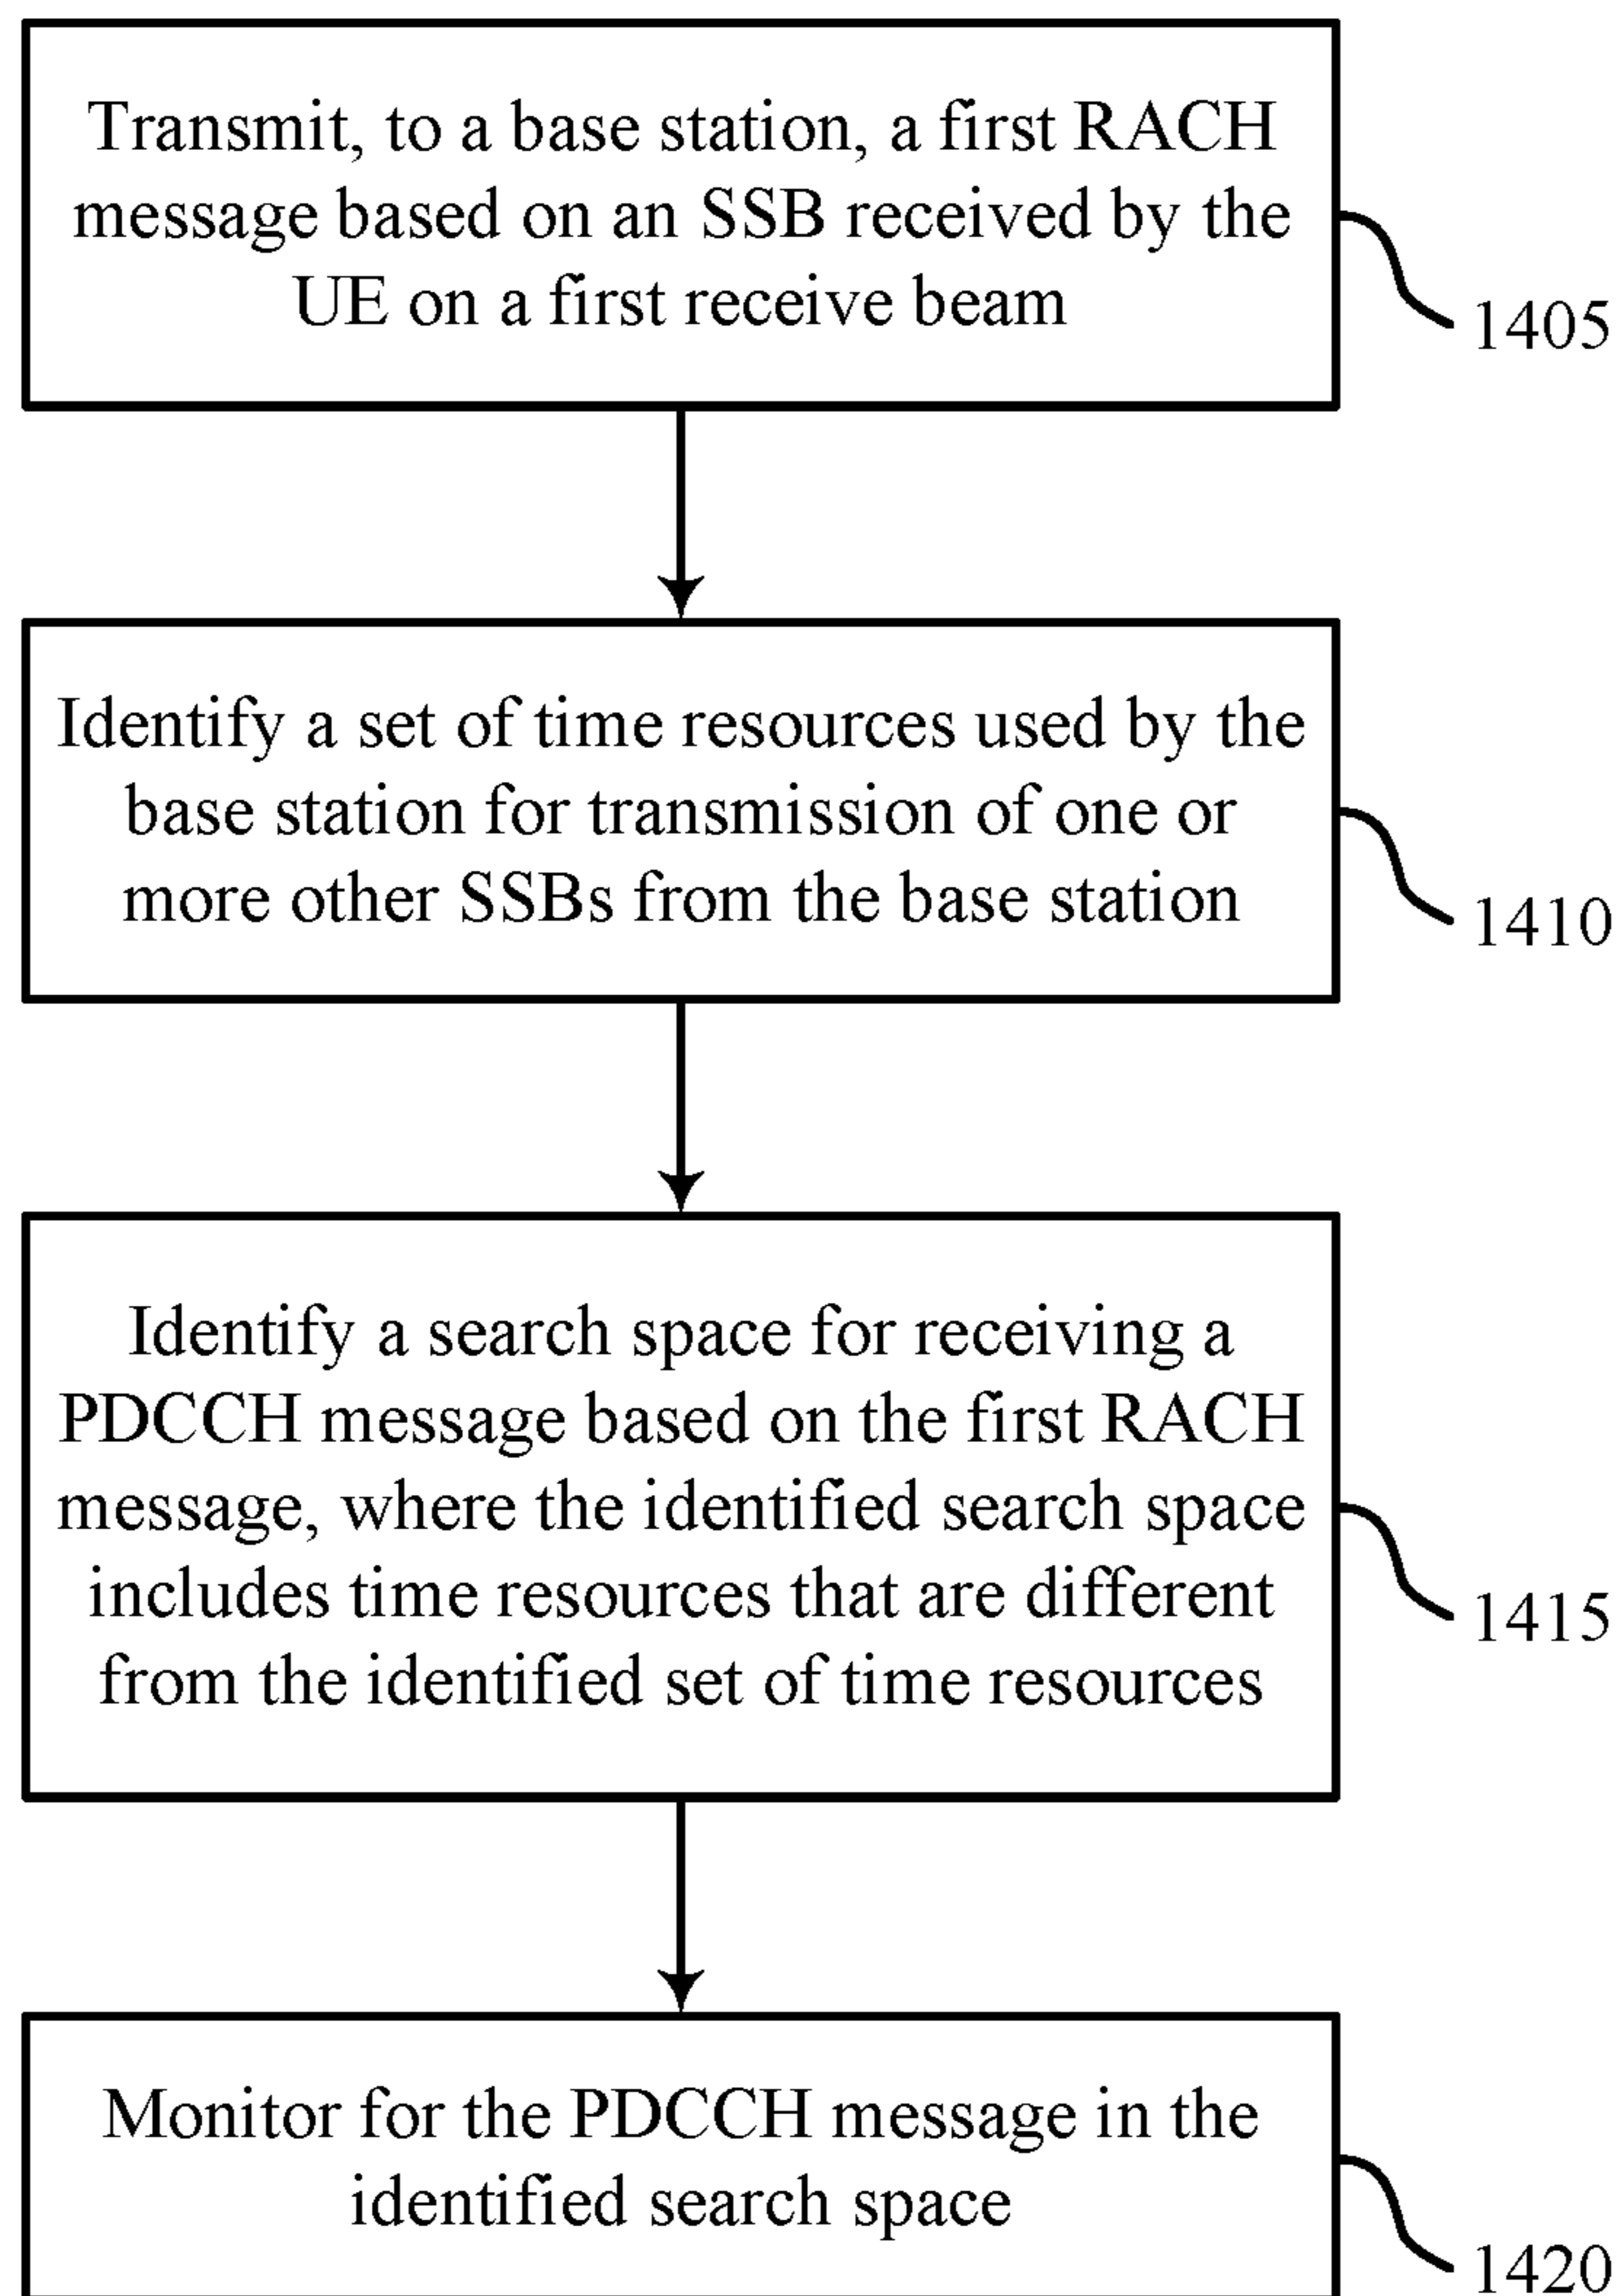 Transmit, to a base station, a first RACH
message based on an SSB received by the
UE on a first receive beam
1405
Identify a set of time resources used by the
base station for transmission of one or
more other SSBs from the base station
1410
Identify a search space for receiving a
PDCCH message based on the first RACH
message, where the identified search space
includes time resources that are different
from the identified set of time resources
1415
Monitor for the PDCCH message in the
identified search space
1420